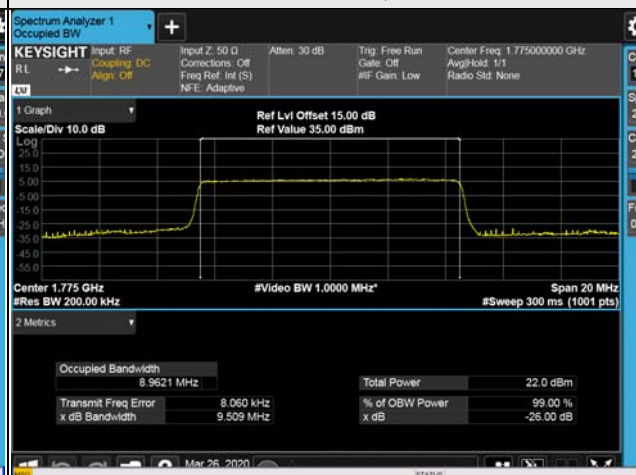 Spectrum Analyzer 1
Occupied BW
+
KEYSIGHT Input: RF Input Z: 50 Ω Atten: 30 dB Trig: Free Run Center Freq: 1.775000000 GHz
RL Coupling: DC Corrections: Off Gate: Off Avg|Hold: 1/1
Align: Off Freq Ref: Int (S) #IF Gain: Low Radio Std: None
LXI NFE: Adaptive
1 Graph
Ref Lvl Offset 15.00 dB
Scale/Div 10.0 dB Ref Value 35.00 dBm
Log
25.0
15.0
5.00
-5.00
-15.0
-25.0
-35.0
-45.0
-55.0
Center 1.775 GHz #Video BW 1.0000 MHz* Span 20 MHz
#Res BW 200.00 kHz #Sweep 300 ms (1001 pts)
2 Metrics
Occupied Bandwidth
8.9621 MHz Total Power 22.0 dBm
Transmit Freq Error 8.060 kHz % of OBW Power 99.00 %
x dB Bandwidth 9.509 MHz x dB -26.00 dB
Mar 26, 2020
MSG STATUS